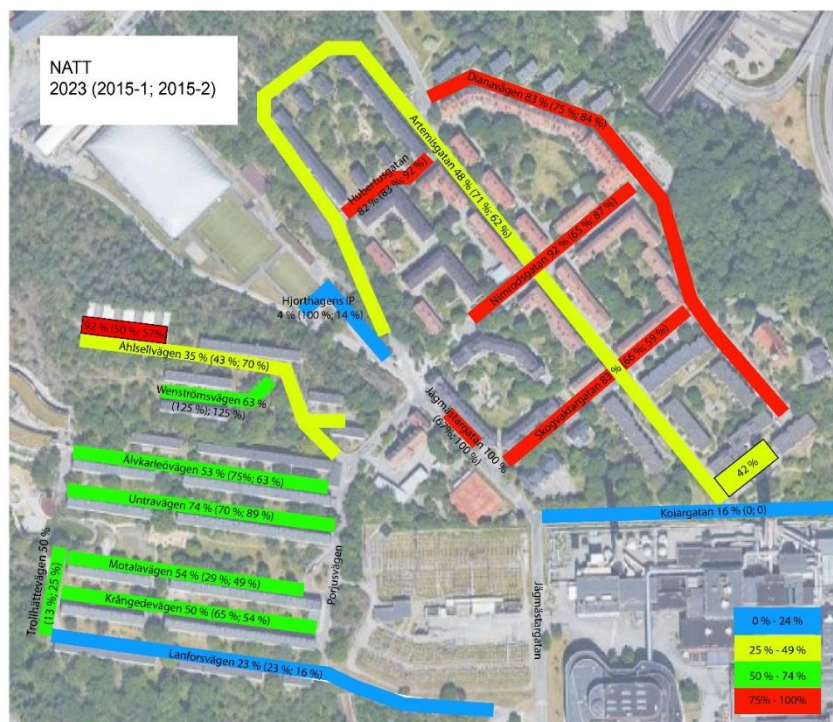 NATT
2023 (2015-1; 2015-2)
Dianavägen 83 % (75 %; 84 %)
Artemisgatan 48 % (71 %; 62 %)
Hubertusgatan
82 % (83 %; 92 %)
Nimrodsgatan 92 % (65 %; 87 %)
Hjorthagens IP
4 % (100 %; 14 %)
92 % (50 %; 57%)
Ahlsellvägen 35 % (43 %; 70 %)
Wenströmsvägen 63 %
(125 %); 125 %)
Jägmästargatan 100 %
(67 %; 100 %)
Skogvaktargatan 83 % (66 %; 59 %)
42 %
Älvkarleövägen 53 % (75%; 63 %)
Untravägen 74 % (70 %; 89 %)
Kolargatan 16 % (0; 0)
Trollhättevägen 50 %
(13 %; 25 %)
Motalavägen 54 % (29 %; 49 %)
Porjusvägen
Krångedevägen 50 % (65 %; 54 %)
Jägmästargatan
Lanforsvägen 23 % (23 %; 16 %)
0 % - 24 %
25 % - 49 %
50 % - 74 %
75% - 100%